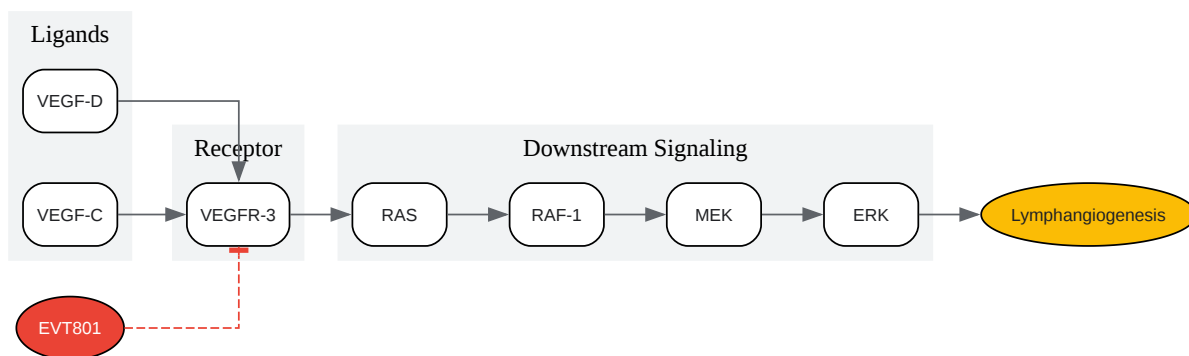 Ligands
VEGF-D
Receptor
Downstream Signaling
VEGF-C
VEGFR-3
RAS
RAF-1
MEK
ERK
Lymphangiogenesis
EVT801